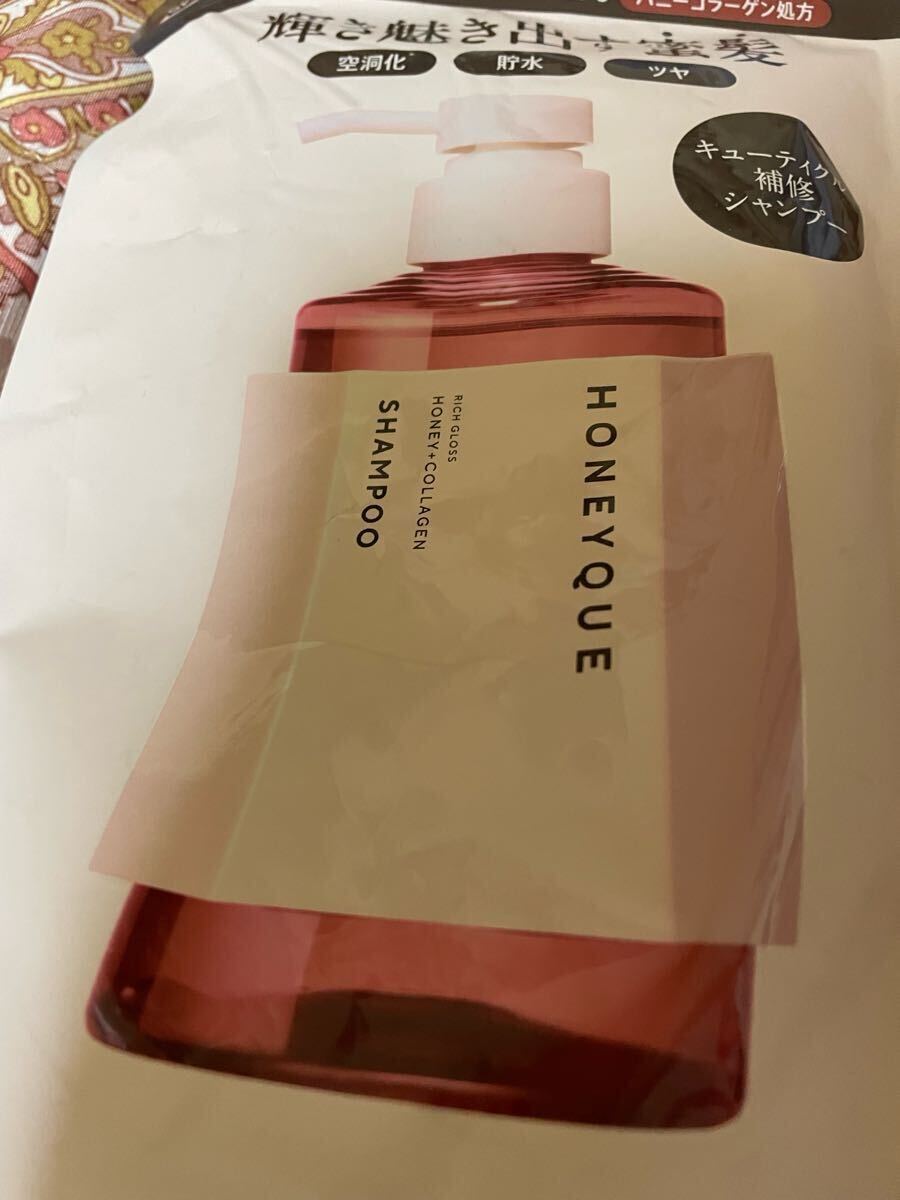 ハニーコラーゲン処方
輝き魅き出す蜜髪
空洞化*
貯水
ツヤ
キューティクル
補修
シャンプー
HONEYQUE
RICH GLOSS
HONEY+COLLAGEN
SHAMPOO